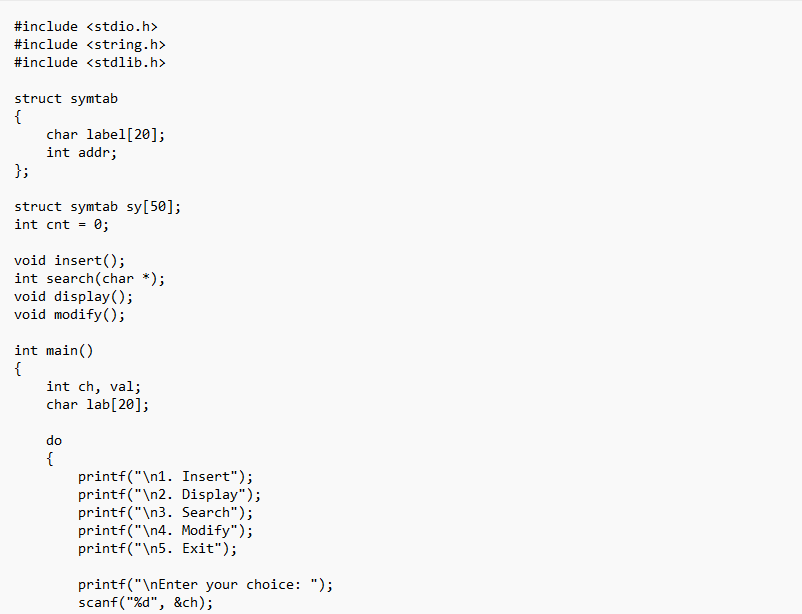 #include <stdio.h>
#include <string.h>
#include <stdlib.h>

struct symtab
{
    char label[20];
    int addr;
};

struct symtab sy[50];
int cnt = 0;

void insert();
int search(char *);
void display();
void modify();

int main()
{
    int ch, val;
    char lab[20];

    do
    {
        printf("\n1. Insert");
        printf("\n2. Display");
        printf("\n3. Search");
        printf("\n4. Modify");
        printf("\n5. Exit");

        printf("\nEnter your choice: ");
        scanf("%d", &ch);